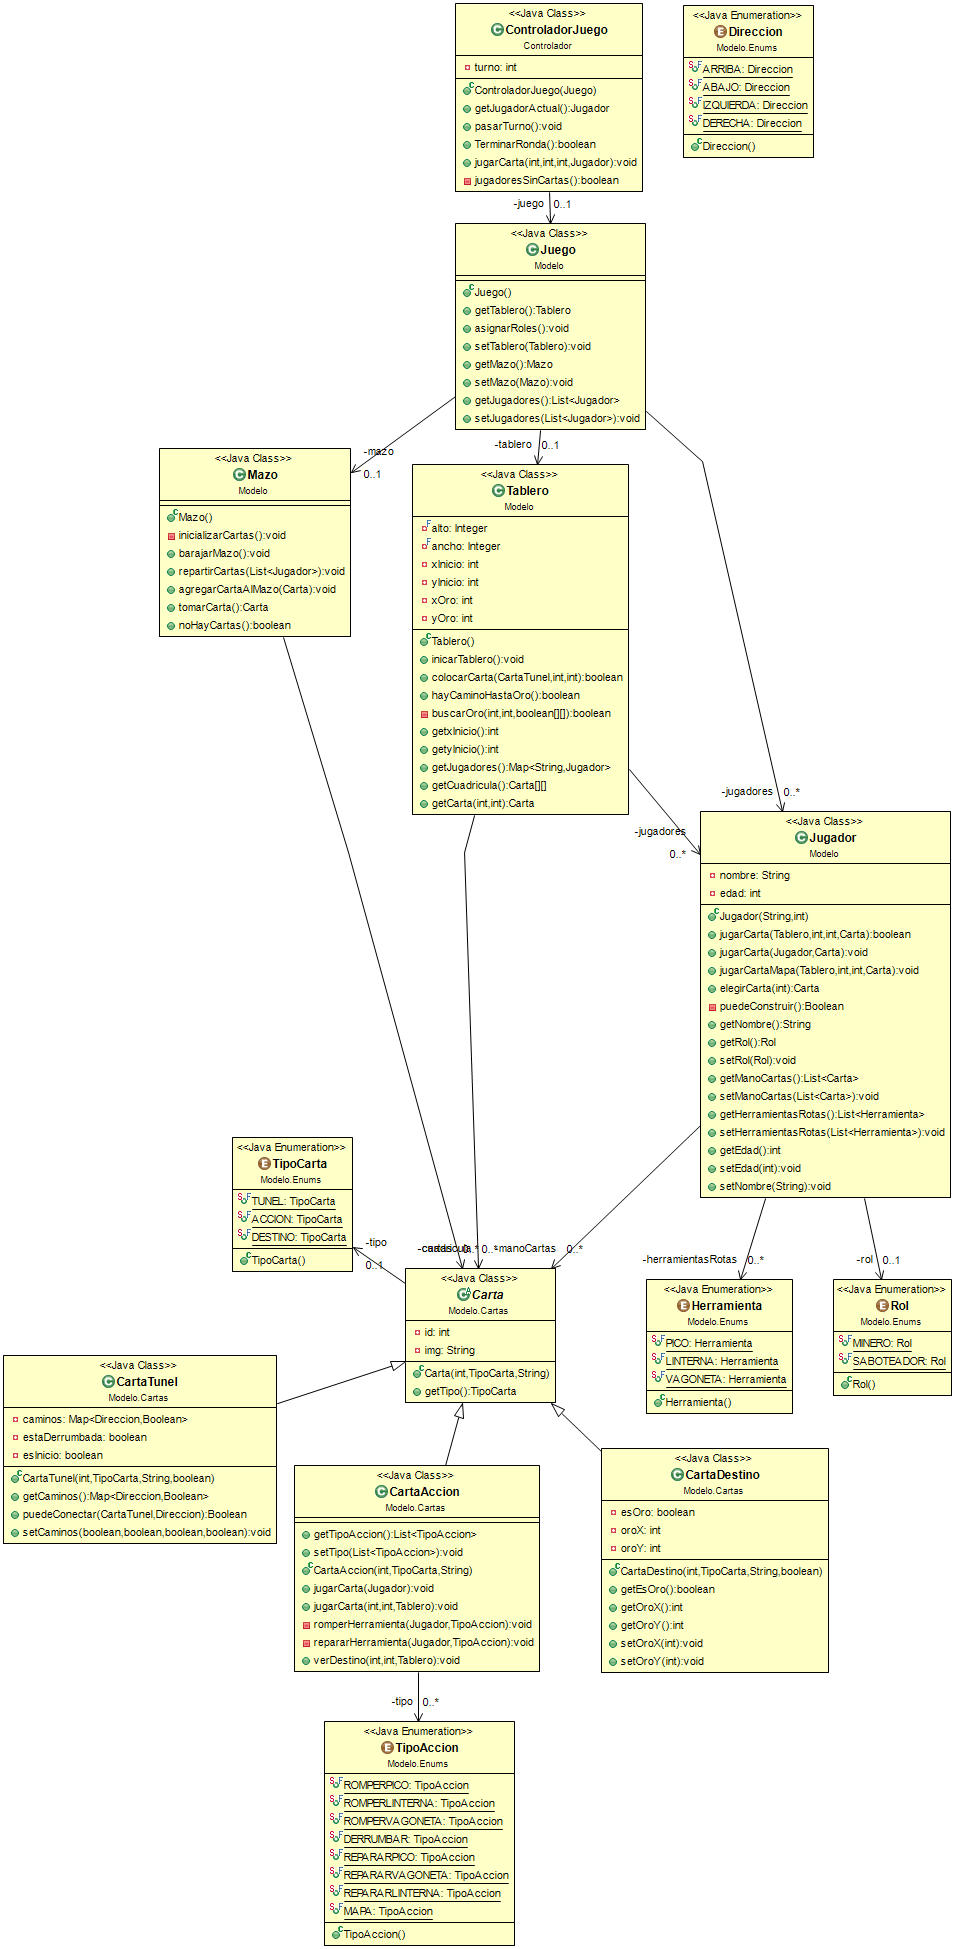 <<Java Class>>
ControladorJuego
Controlador
turno: int
ControladorJuego(Juego)
getJugadorActual():Jugador
pasarTurno():void
TerminarRonda():boolean
jugarCarta(int,int,int,Jugador):void
jugadoresSinCartas():boolean
<<Java Enumeration>>
Direccion
Modelo.Enums
ARRIBA: Direccion
ABAJO: Direccion
IZQUIERDA: Direccion
DERECHA: Direccion
Direccion()
-juego 0..1
<<Java Class>>
Juego
Modelo
Juego()
getTablero():Tablero
asignarRoles():void
setTablero(Tablero):void
getMazo():Mazo
setMazo(Mazo):void
getJugadores():List<Jugador>
setJugadores(List<Jugador>):void
-mazo
0..1
-tablero 0..1
<<Java Class>>
Mazo
Modelo
Mazo()
inicializarCartas():void
barajarMazo():void
repartirCartas(List<Jugador>):void
agregarCartaAlMazo(Carta):void
tomarCarta():Carta
noHayCartas():boolean
<<Java Class>>
Tablero
Modelo
alto: Integer
ancho: Integer
xInicio: int
yInicio: int
xOro: int
yOro: int
Tablero()
inicarTablero():void
colocarCarta(CartaTunel,int,int):boolean
hayCaminoHastaOro():boolean
buscarOro(int,int,boolean[][]):boolean
getxInicio():int
getyInicio():int
getJugadores():Map<String,Jugador>
getCuadricula():Carta[][]
getCarta(int,int):Carta
-jugadores 0..*
-jugadores
0..*
<<Java Class>>
Jugador
Modelo
nombre: String
edad: int
Jugador(String,int)
jugarCarta(Tablero,int,int,Carta):boolean
jugarCarta(Jugador,Carta):void
jugarCartaMapa(Tablero,int,int,Carta):void
elegirCarta(int):Carta
puedeConstruir():Boolean
getNombre():String
getRol():Rol
setRol(Rol):void
getManoCartas():List<Carta>
setManoCartas(List<Carta>):void
getHerramientasRotas():List<Herramienta>
setHerramientasRotas(List<Herramienta>):void
getEdad():int
setEdad(int):void
setNombre(String):void
<<Java Enumeration>>
TipoCarta
Modelo.Enums
TUNEL: TipoCarta
ACCION: TipoCarta
DESTINO: TipoCarta
TipoCarta()
-tipo
0..1
0..* 0..*
-manoCartas 0..*
-herramientasRotas 0..*
-rol 0..1
<<Java Class>>
Carta
Modelo.Cartas
id: int
img: String
Carta(int,TipoCarta,String)
getTipo():TipoCarta
<<Java Enumeration>>
Herramienta
Modelo.Enums
PICO: Herramienta
LINTERNA: Herramienta
VAGONETA: Herramienta
Herramienta()
<<Java Enumeration>>
Rol
Modelo.Enums
MINERO: Rol
SABOTEADOR: Rol
Rol()
<<Java Class>>
CartaTunel
Modelo.Cartas
caminos: Map<Direccion,Boolean>
estaDerrumbada: boolean
esInicio: boolean
CartaTunel(int,TipoCarta,String,boolean)
getCaminos():Map<Direccion,Boolean>
puedeConectar(CartaTunel,Direccion):Boolean
setCaminos(boolean,boolean,boolean,boolean):void
<<Java Class>>
CartaAccion
Modelo.Cartas
getTipoAccion():List<TipoAccion>
setTipo(List<TipoAccion>):void
CartaAccion(int,TipoCarta,String)
jugarCarta(Jugador):void
jugarCarta(int,int,Tablero):void
romperHerramienta(Jugador,TipoAccion):void
repararHerramienta(Jugador,TipoAccion):void
verDestino(int,int,Tablero):void
<<Java Class>>
CartaDestino
Modelo.Cartas
esOro: boolean
oroX: int
oroY: int
CartaDestino(int,TipoCarta,String,boolean)
getEsOro():boolean
getOroX():int
getOroY():int
setOroX(int):void
setOroY(int):void
-tipo 0..*
<<Java Enumeration>>
TipoAccion
Modelo.Enums
ROMPERPICO: TipoAccion
ROMPERLINTERNA: TipoAccion
ROMPERVAGONETA: TipoAccion
DERRUMBAR: TipoAccion
REPARARPICO: TipoAccion
REPARARVAGONETA: TipoAccion
REPARARLINTERNA: TipoAccion
MAPA: TipoAccion
TipoAccion()